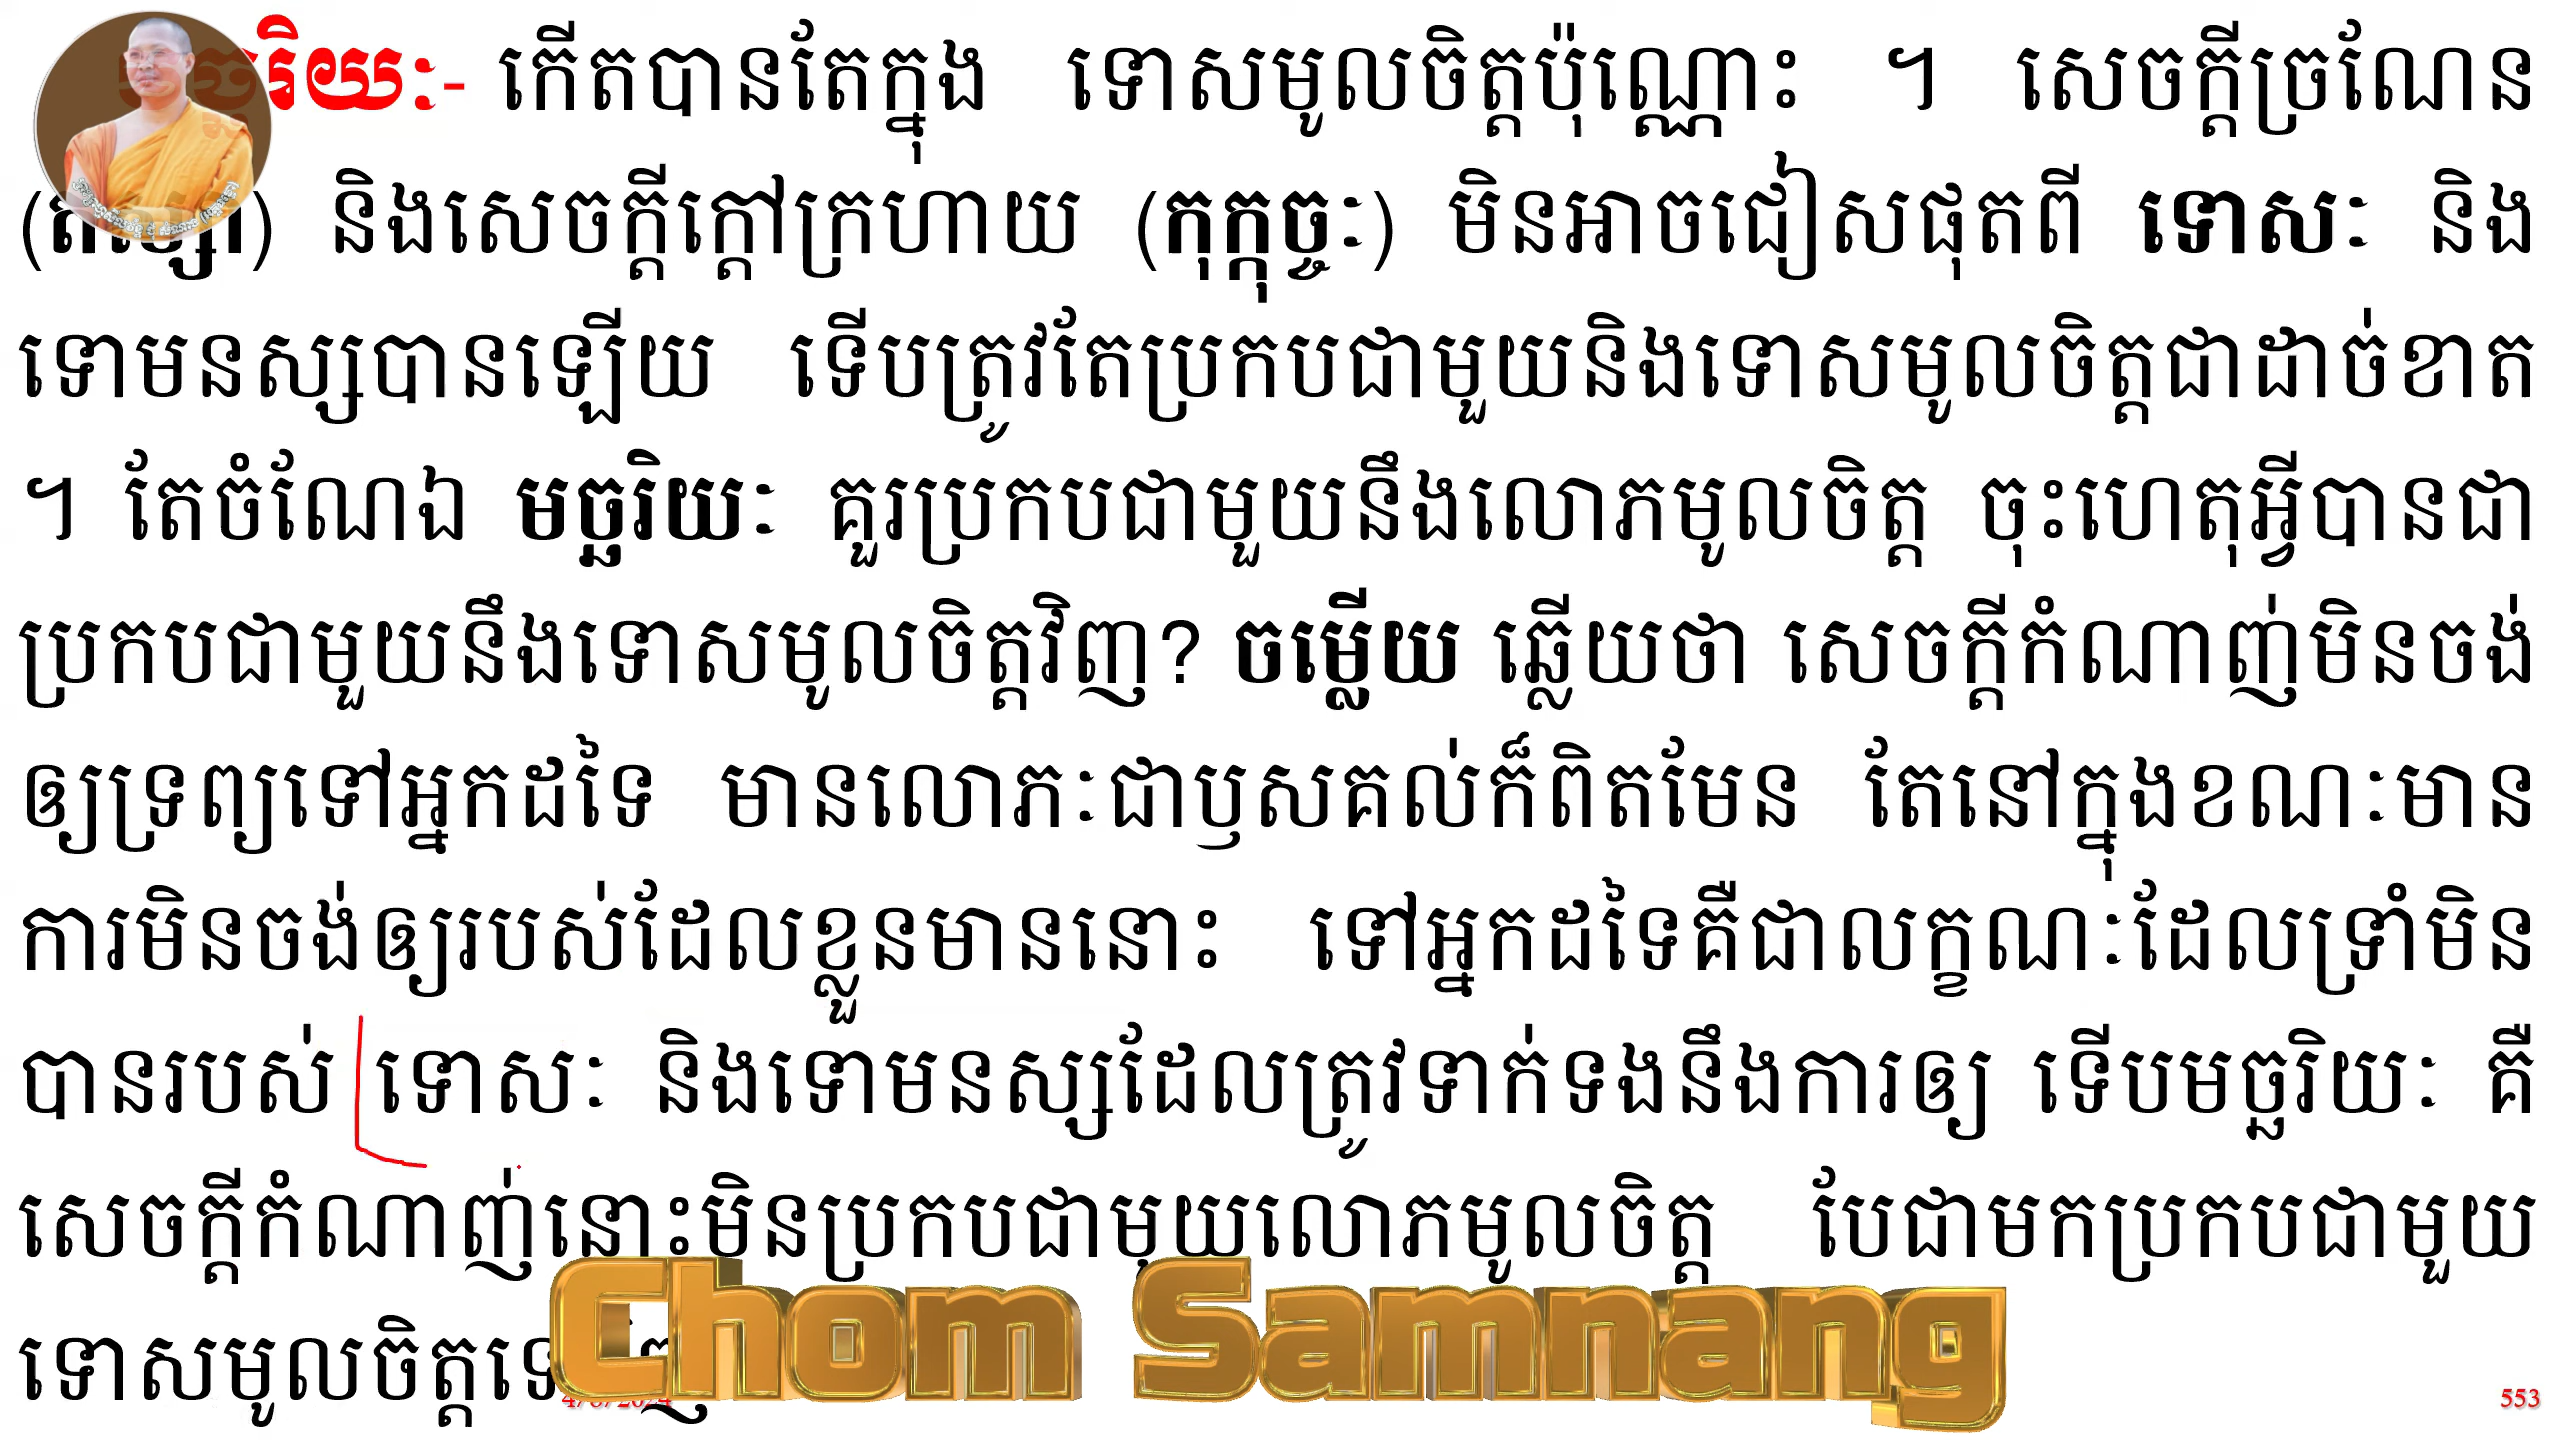 កើតបានតែក្នុង ទោសមូលចិត្តប៉ុណ្ណោះ ។ សេចក្តីច្រណែន
និងសេចក្តីក្តៅក្រហាយ (កុក្កុច្ចៈ) មិនអាចជៀសផុតពី ទោសៈ និង
ទោមនស្សបានឡើយ ទើបត្រូវតែប្រកបជាមួយនិងទោសមូលចិត្តជាដាច់ខាត
។ តែចំណែឯ មច្ឆរិយៈ គួរប្រកបជាមួយនឹងលោភមូលចិត្ត ចុះហេតុអ្វីបានជា
ប្រកបជាមួយនឹងទោសមូលចិត្តវិញ? ចម្លើយ ឆ្លើយថា សេចក្តីកំណាញ់មិនចង់
ឲ្យទ្រព្យទៅអ្នកដទៃ មានលោភៈជាឫសគល់ក៏ពិតមែន តែនៅក្នុងខណៈមាន
ការមិនចង់ឲ្យរបស់ដែលខ្លួនមាននោះ ទៅអ្នកដទៃគឺជាលក្ខណៈដែលទ្រាំមិន
បានរបស់ ទោសៈ និងទោមនស្សដែលត្រូវទាក់ទងនឹងការឲ្យ ទើបមច្ឆរិយៈ គឺ
សេចក្តីកំណាញ់នោះមិនប្រកបជាមុយលោភមូលចិត្ត បែជាមកប្រកបជាមួយ
ទោសមូលចិត្ត
Chom Samnang
553